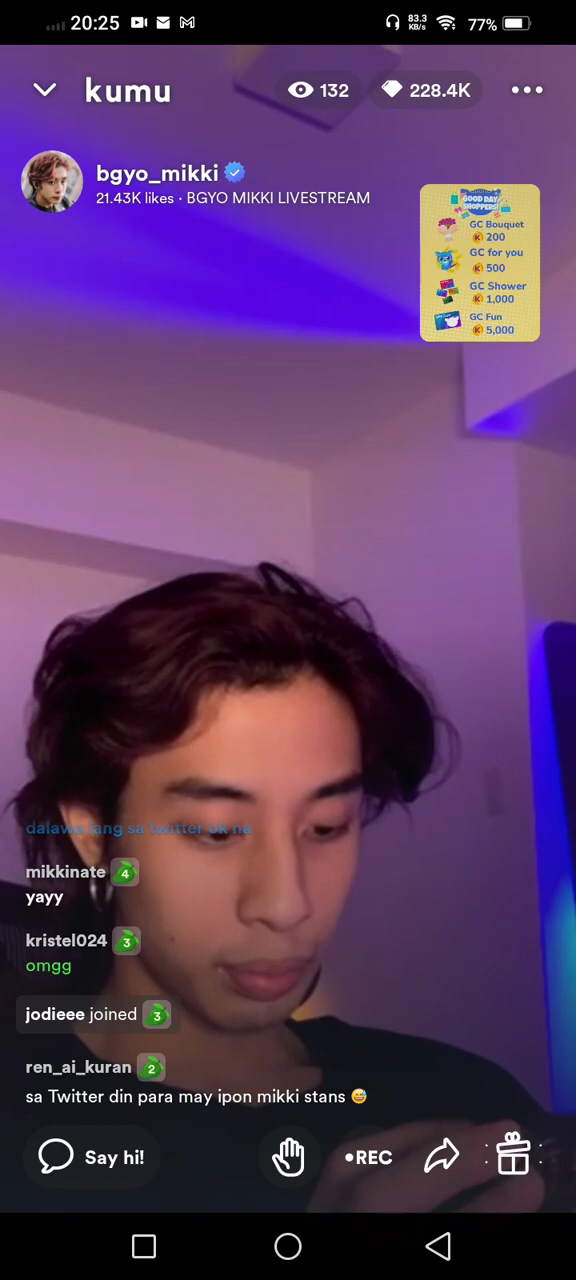 20:25
83.3
KB/s
77%
kumu
132
228.4K
bgyo_mikki
21.43K likes · BGYO MIKKI LIVESTREAM
GOOD DAY
SHOPPERS!
GC Bouquet
K 200
GC for you
K 500
GC Shower
K 1,000
GC Fun
K 5,000
dalawa lang sa twitter ok na
mikkinate 4
yayy
kristel024 3
omgg
jodieee joined 3
ren_ai_kuran 2
sa Twitter din para may ipon mikki stans 😅
Say hi!
•REC